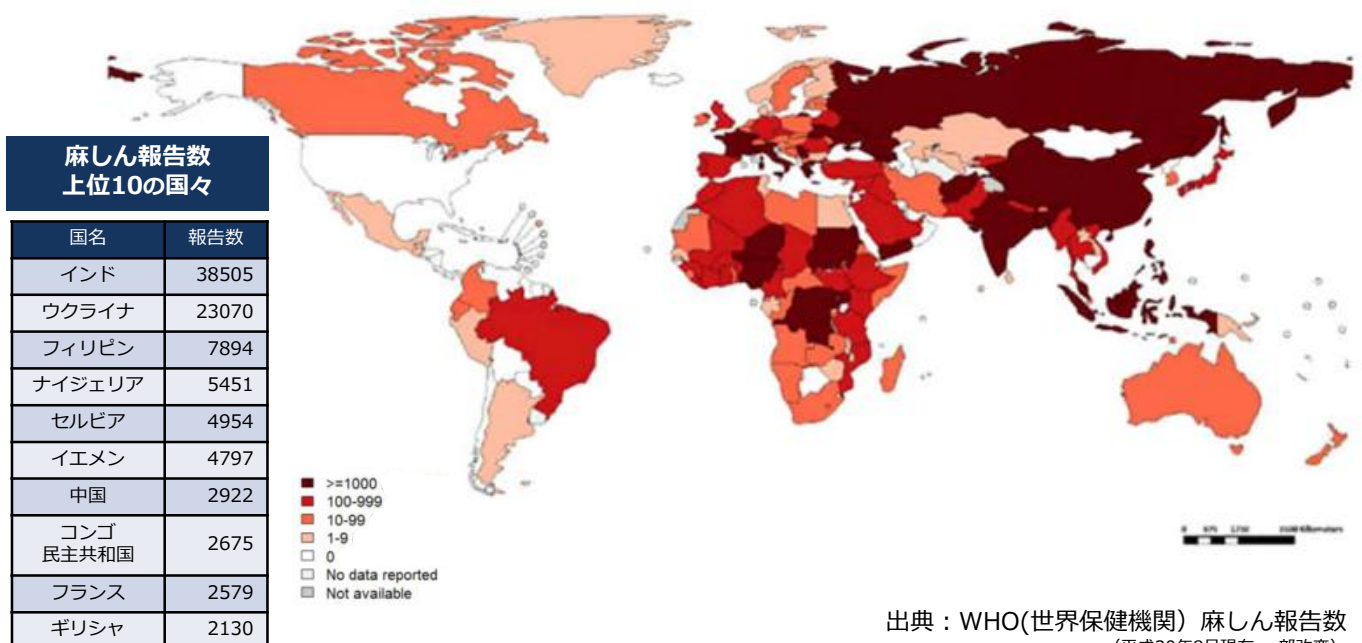 麻しん報告数
上位10の国々
国名 報告数
インド 38505
ウクライナ 23070
フィリピン 7894
ナイジェリア 5451
セルビア 4954
イエメン 4797
中国 2922
コンゴ
民主共和国 2675
フランス 2579
ギリシャ 2130
>=1000
100-999
10-99
1-9
0
No data reported
Not available
Kilometers
出典：WHO(世界保健機関）麻しん報告数